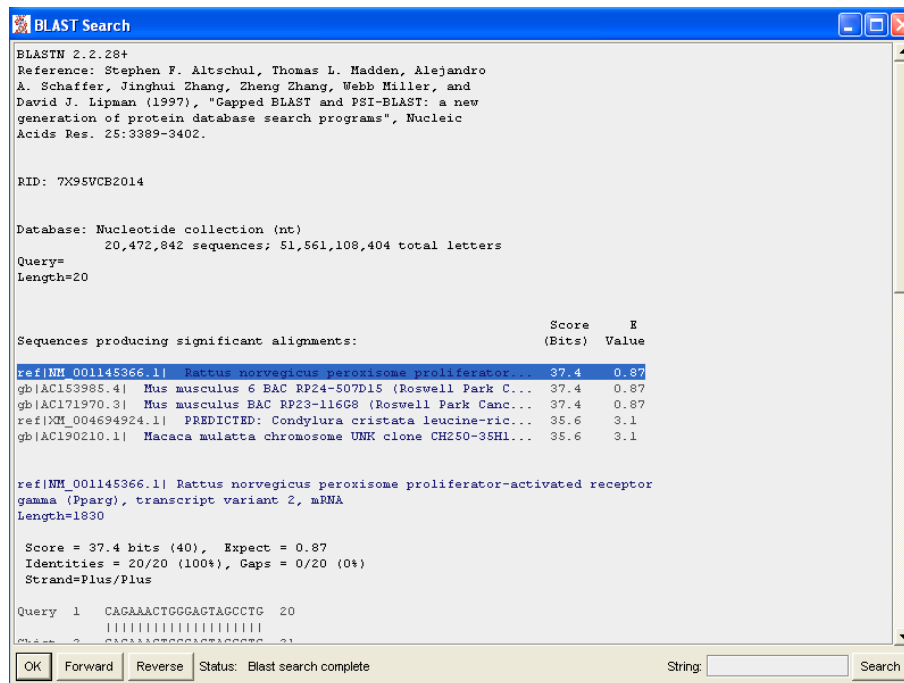 BLAST Search
BLASTN 2.2.28+
Reference: Stephen F. Altschul, Thomas L. Madden, Alejandro
A. Schaffer, Jinghui Zhang, Zheng Zhang, Webb Miller, and
David J. Lipman (1997), "Gapped BLAST and PSI-BLAST: a new
generation of protein database search programs", Nucleic
Acids Res. 25:3389-3402.
RID: 7X95VCB2014
Database: Nucleotide collection (nt)
20,472,842 sequences; 51,561,108,404 total letters
Query=
Length=20
Score E
Sequences producing significant alignments: (Bits) Value
ref|NM_001145366.1| Rattus norvegicus peroxisome proliferator... 37.4 0.87
gb|AC153985.4| Mus musculus 6 BAC RP24-507D15 (Roswell Park C... 37.4 0.87
gb|AC171970.3| Mus musculus BAC RP23-116G8 (Roswell Park Canc... 37.4 0.87
ref|XM_004694924.1| PREDICTED: Condylura cristata leucine-ric... 35.6 3.1
gb|AC190210.1| Macaca mulatta chromosome UNK clone CH250-35H1... 35.6 3.1
ref|NM_001145366.1| Rattus norvegicus peroxisome proliferator-activated receptor
gamma (Pparg), transcript variant 2, mRNA
Length=1830
Score = 37.4 bits (40), Expect = 0.87
Identities = 20/20 (100%), Gaps = 0/20 (0%)
Strand=Plus/Plus
Query 1 CAGAAACTGGGAGTAGCCTG 20
||||||||||||||||||||
OK Forward Reverse Status: Blast search complete String: Search